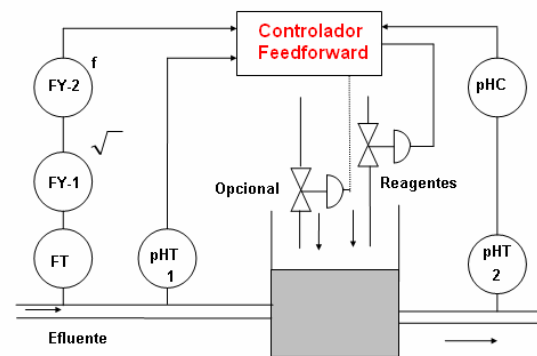 Controlador
Feedforward
f
FY-2
pHC
√
FY-1
Opcional
Reagentes
FT
pHT
1
pHT
2
Efluente